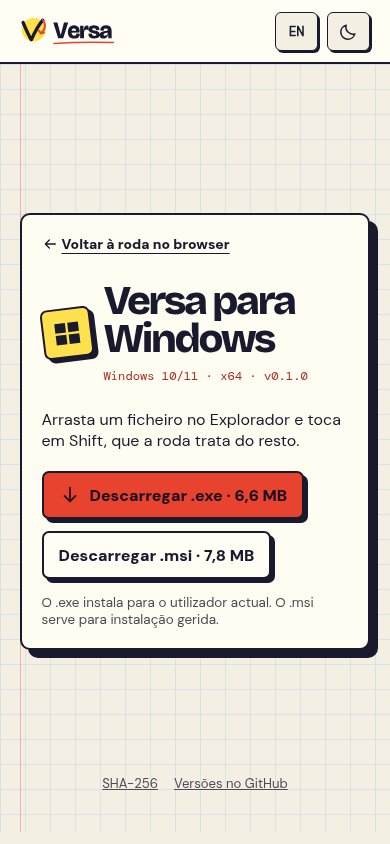 Versa
EN
← Voltar à roda no browser
Versa para
Windows
Windows 10/11 · x64 · v0.1.0
Arrasta um ficheiro no Explorador e toca
em Shift, que a roda trata do resto.
↓ Descarregar .exe · 6,6 MB
Descarregar .msi · 7,8 MB
O .exe instala para o utilizador actual. O .msi
serve para instalação gerida.
SHA-256 Versões no GitHub